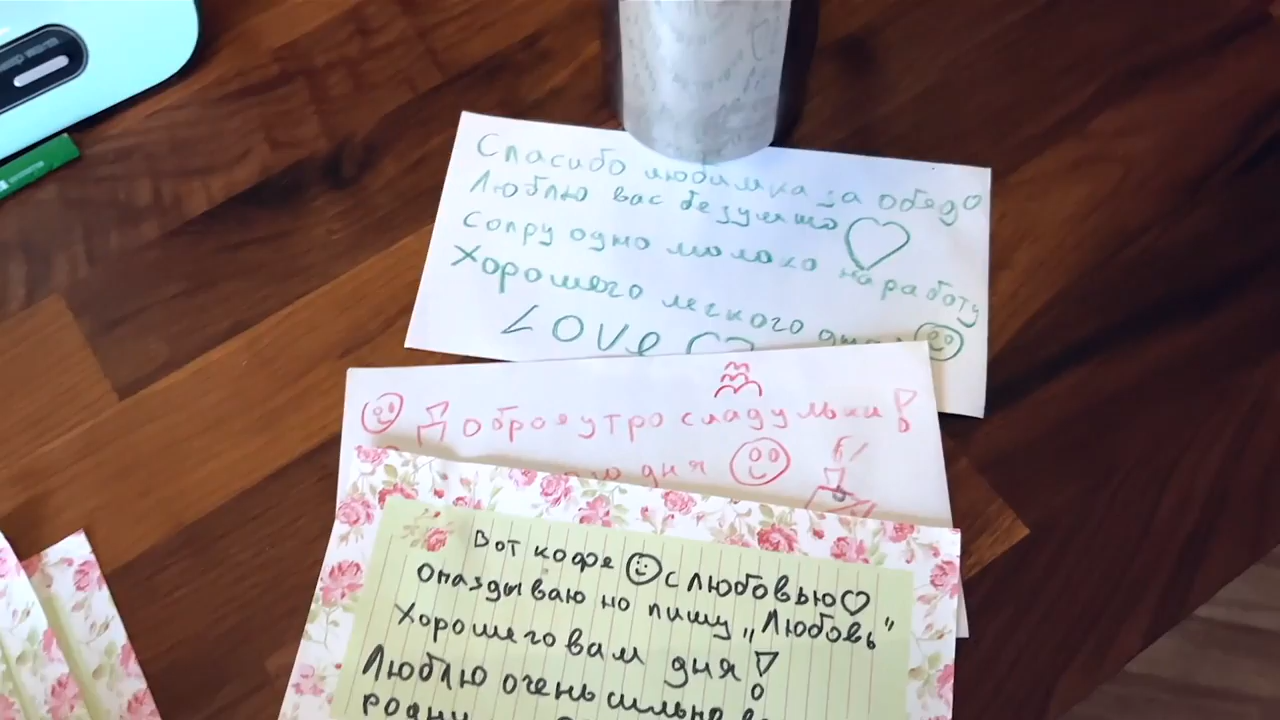 Спасибо любимка за обед
Люблю вас безумно
сопру одно молоко на работу
Хорошего легкого дня
LOVE
Доброя утро сладульки!
дня
Вот кофе с любовью
Опаздываю но пишу „Любовь"
Хорошего вам дня!
Люблю очень сильно